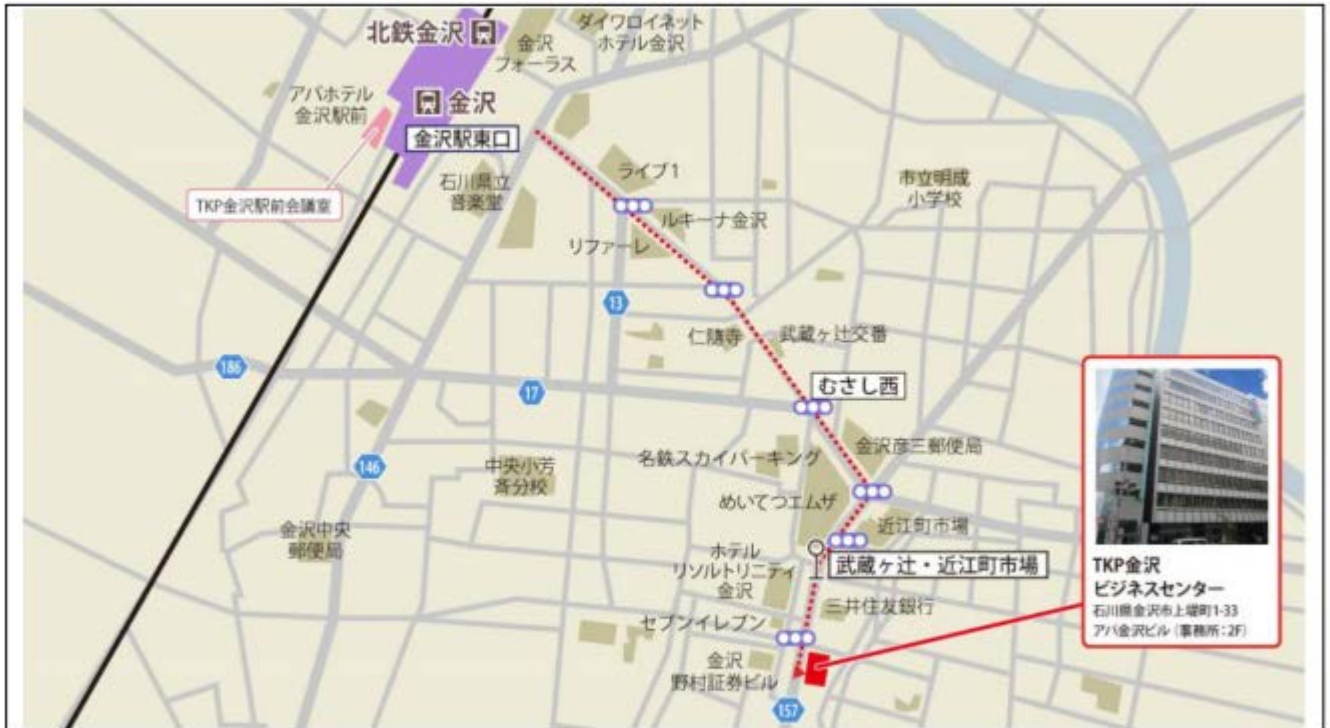 北鉄金沢
金沢
フォーラス
ダイワロイネット
ホテル金沢
アパホテル
金沢駅前
金沢
金沢駅東口
TKP金沢駅前会議室
石川県立
音楽堂
ライブ1
市立明成
小学校
ルキーナ金沢
リファーレ
13
仁随寺
武蔵ヶ辻交番
186
17
むさし西
146
中央小芳
斉分校
名鉄スカイパーキング
金沢彦三郵便局
めいてつエムザ
近江町市場
金沢中央
郵便局
ホテル
リソルトリニティ
金沢
武蔵ヶ辻・近江町市場
三井住友銀行
セブンイレブン
金沢
野村証券ビル
157
TKP金沢
ビジネスセンター
石川県金沢市上堤町1-33
アパ金沢ビル (事務所:2F)